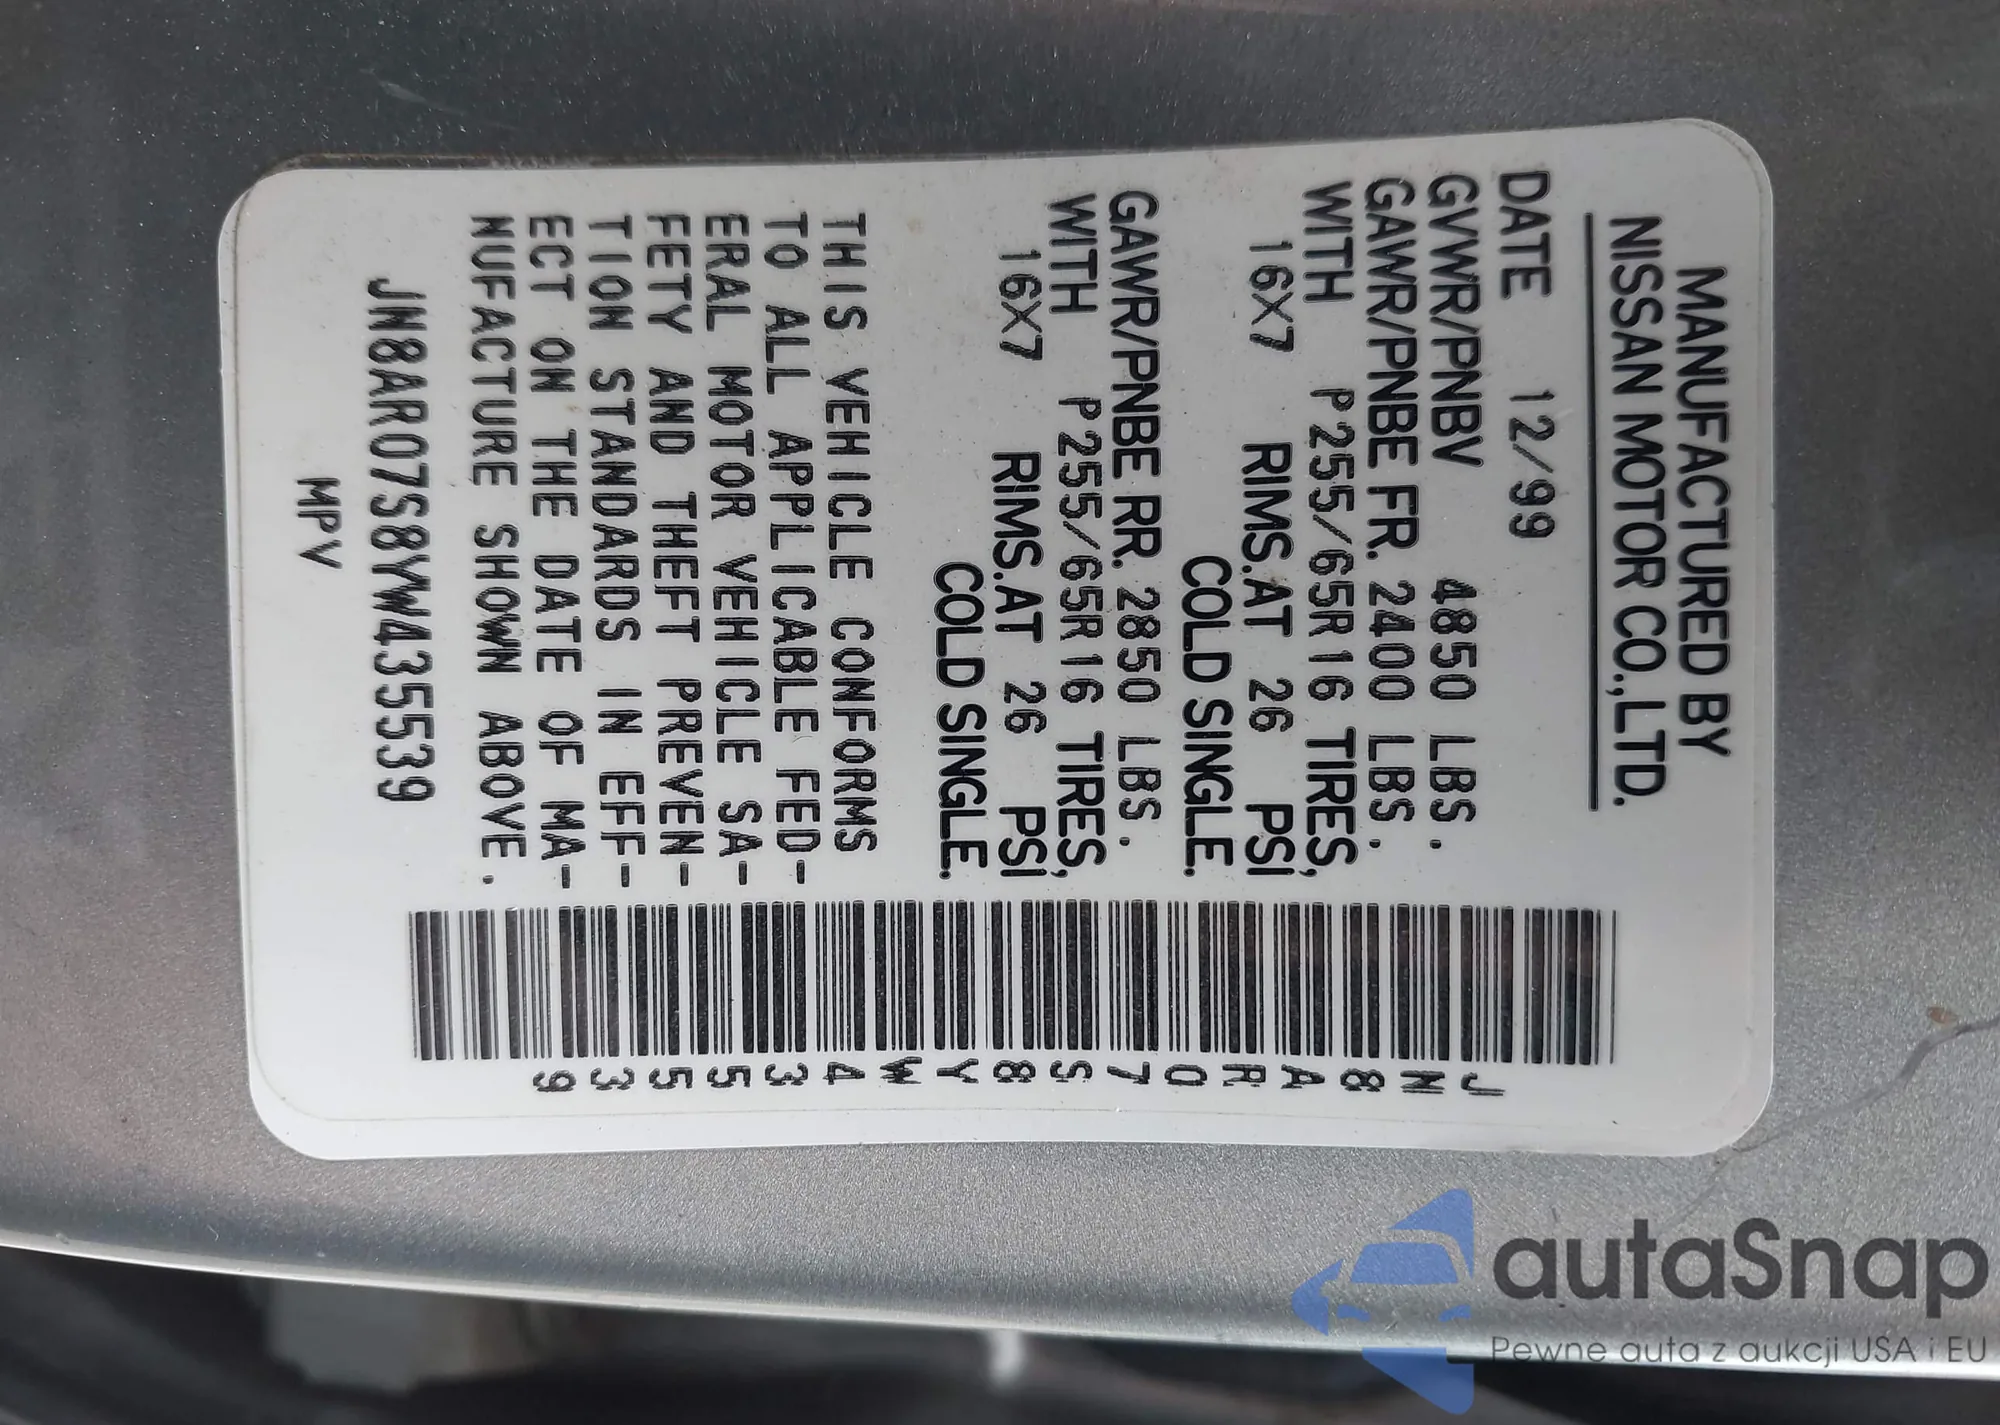 MANUFACTURED BY
NISSAN MOTOR CO.,LTD.
DATE 12/99
GVWR/PNBV 4850 LBS.
GAWR/PNBE FR. 2400 LBS.
WITH P255/65R16 TIRES,
16X7 RIMS.AT 26 PSI
COLD SINGLE.
GAWR/PNBE RR. 2850 LBS.
WITH P255/65R16 TIRES,
16X7 RIMS.AT 26 PSI
COLD SINGLE.
THIS VEHICLE CONFORMS
TO ALL APPLICABLE FED-
ERAL MOTOR VEHICLE SA-
FETY AND THEFT PREVEN-
TION STANDARDS IN EFF-
ECT ON THE DATE OF MA-
NUFACTURE SHOWN ABOVE.
JN8AR07S8YW435539
MPV
JN8AR07S8YW435539
autaSnap
Pewne auta z aukcji USA i EU